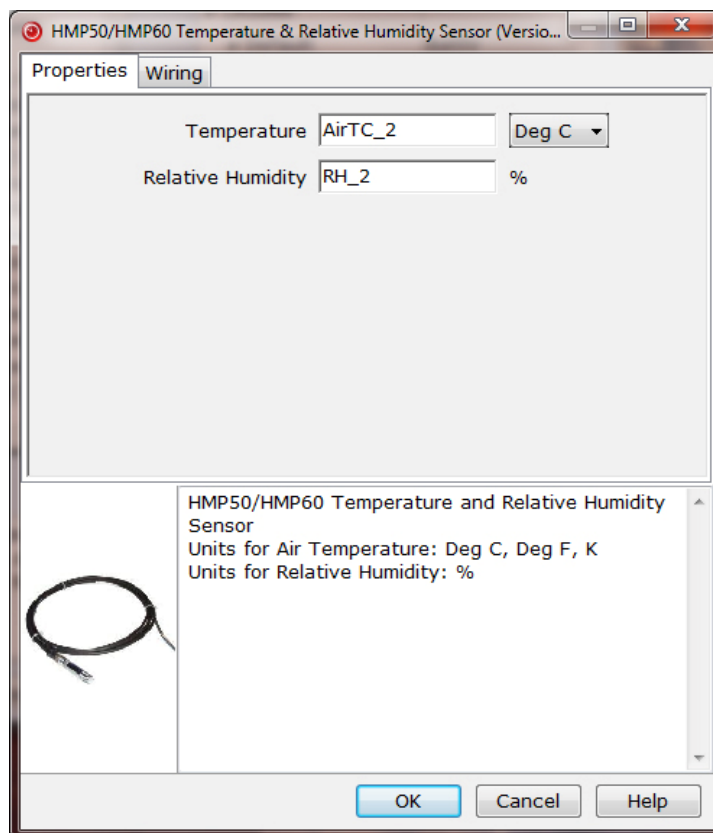 HMP50/HMP60 Temperature & Relative Humidity Sensor (Versio...
Properties Wiring
Temperature AirTC_2 Deg C
Relative Humidity RH_2 %
HMP50/HMP60 Temperature and Relative Humidity
Sensor
Units for Air Temperature: Deg C, Deg F, K
Units for Relative Humidity: %
OK Cancel Help